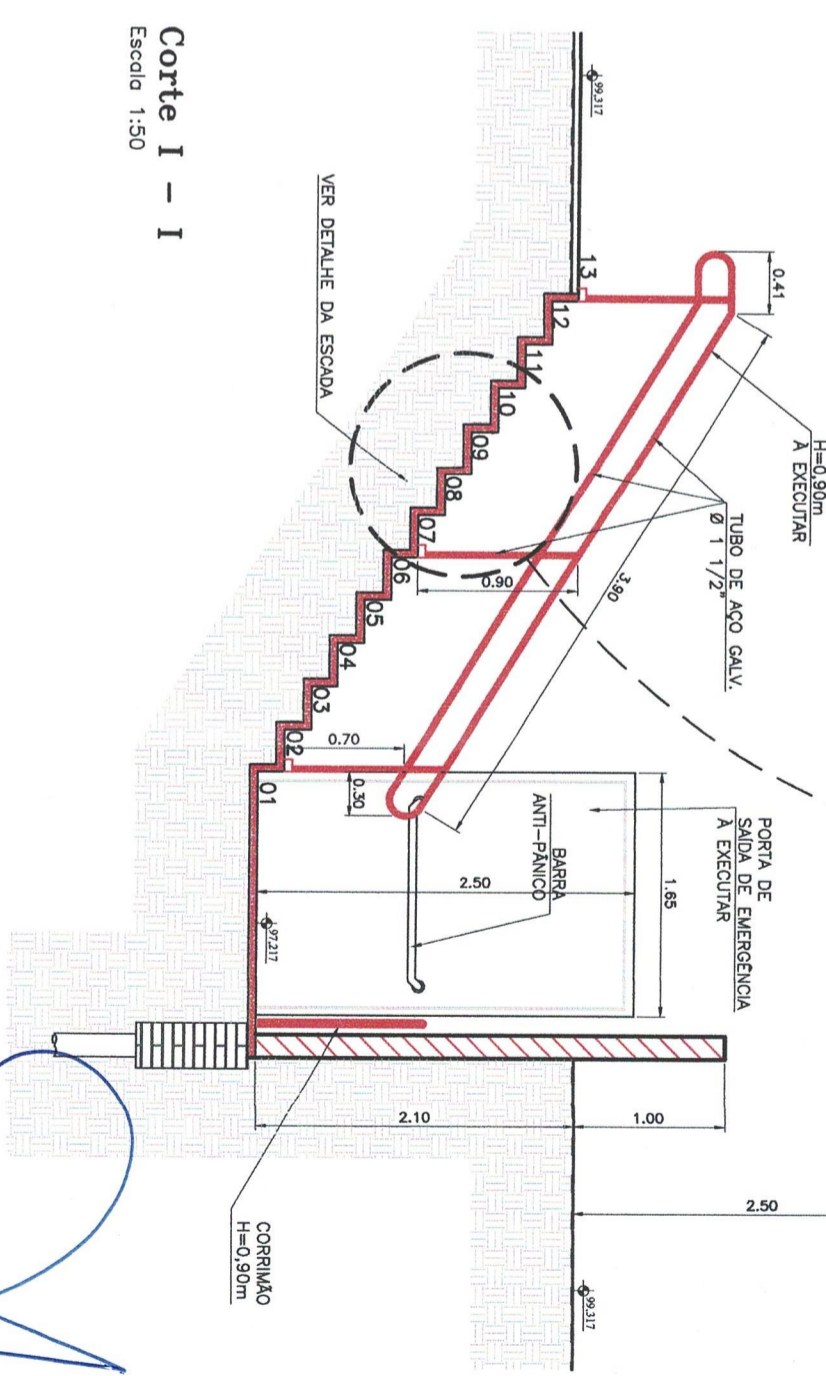 Corte I - I
Escala 1:50
VER DETALHE DA ESCADA
99,317
0.41
H=0,90m
À EXECUTAR
TUBO DE AÇO GALV.
Ø 1 1/2"
3.90
0.90
0.70
0.30
13
12
11
10
09
08
07
06
05
04
03
02
01
PORTA DE
SAÍDA DE EMERGÊNCIA
À EXECUTAR
BARRA
ANTI-PÂNICO
1.65
2.50
97,217
2.10
1.00
2.50
99,317
CORRIMÃO
H=0,90m